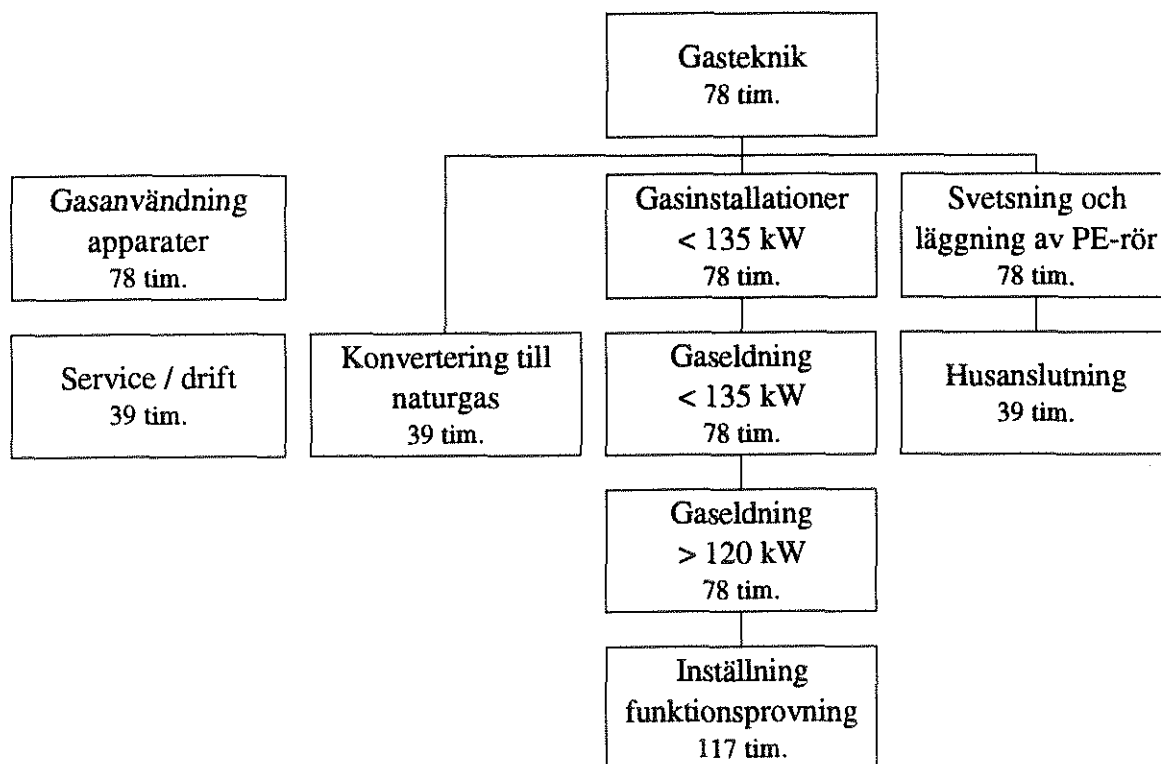 Gasteknik
78 tim.
Gasanvändning
apparater
78 tim.
Gasinstallationer
< 135 kW
78 tim.
Svetsning och
läggning av PE-rör
78 tim.
Service / drift
39 tim.
Konvertering till
naturgas
39 tim.
Gaseldning
< 135 kW
78 tim.
Husanslutning
39 tim.
Gaseldning
> 120 kW
78 tim.
Inställning
funktionsprovning
117 tim.